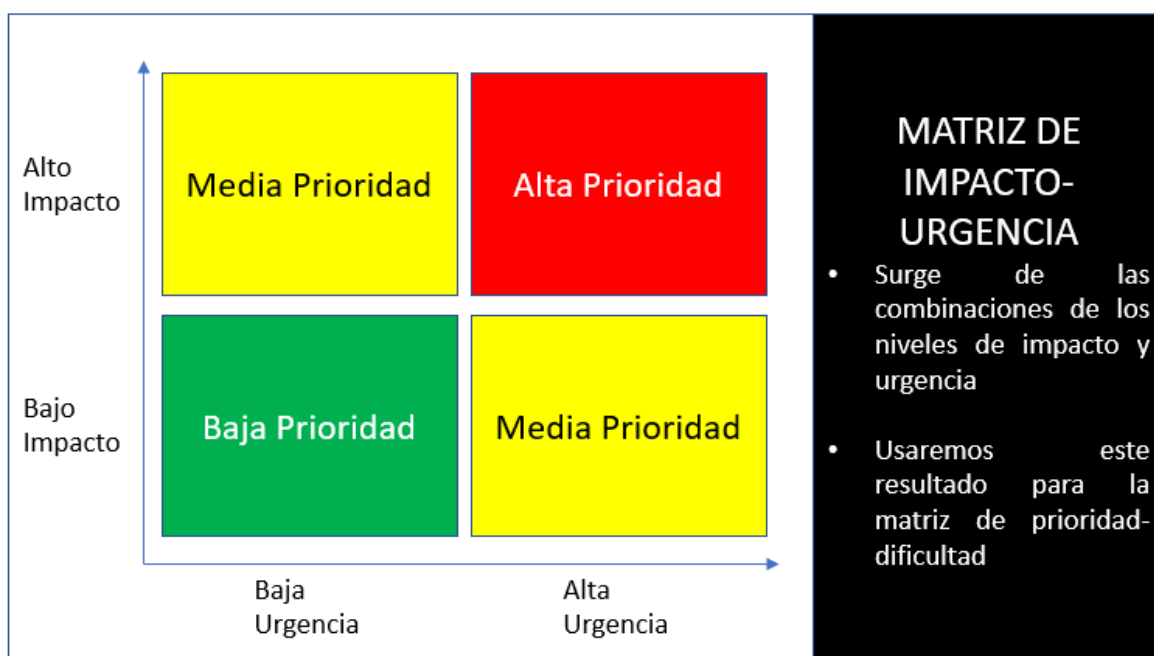 Alto
Impacto
Media Prioridad
Alta Prioridad
Bajo
Impacto
Baja Prioridad
Media Prioridad
Baja
Urgencia
Alta
Urgencia
MATRIZ DE
IMPACTO-
URGENCIA
• Surge de las
combinaciones de los
niveles de impacto y
urgencia
• Usaremos este
resultado para la
matriz de prioridad-
dificultad